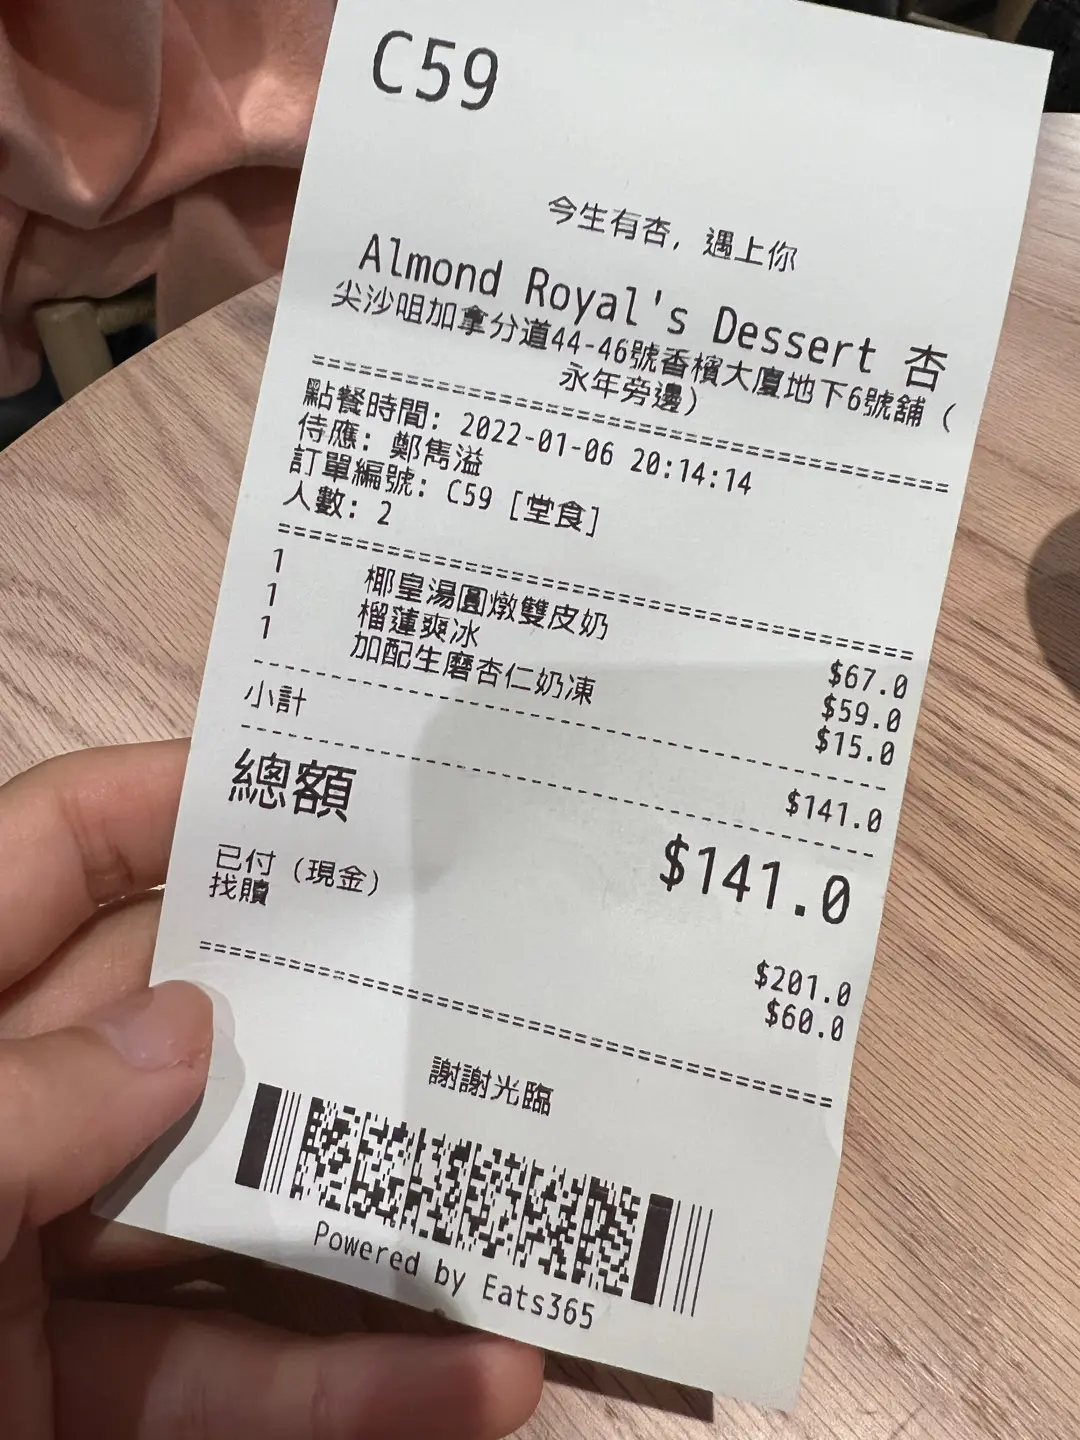 C59
今生有杏, 遇上你
Almond Royal's Dessert 杏
尖沙咀加拿分道44-46號香檳大廈地下6號舖 (
永年旁邊)
點餐時間: 2022-01-06 20:14:14
侍應: 鄭雋溢
訂單編號: C59 [堂食]
人數: 2
1 椰皇湯圓燉雙皮奶 $67.0
1 榴蓮爽冰 $59.0
1 加配生磨杏仁奶凍 $15.0
小計 $141.0
總額 $141.0
已付 (現金) $201.0
找贖 $60.0
謝謝光臨
Powered by Eats365